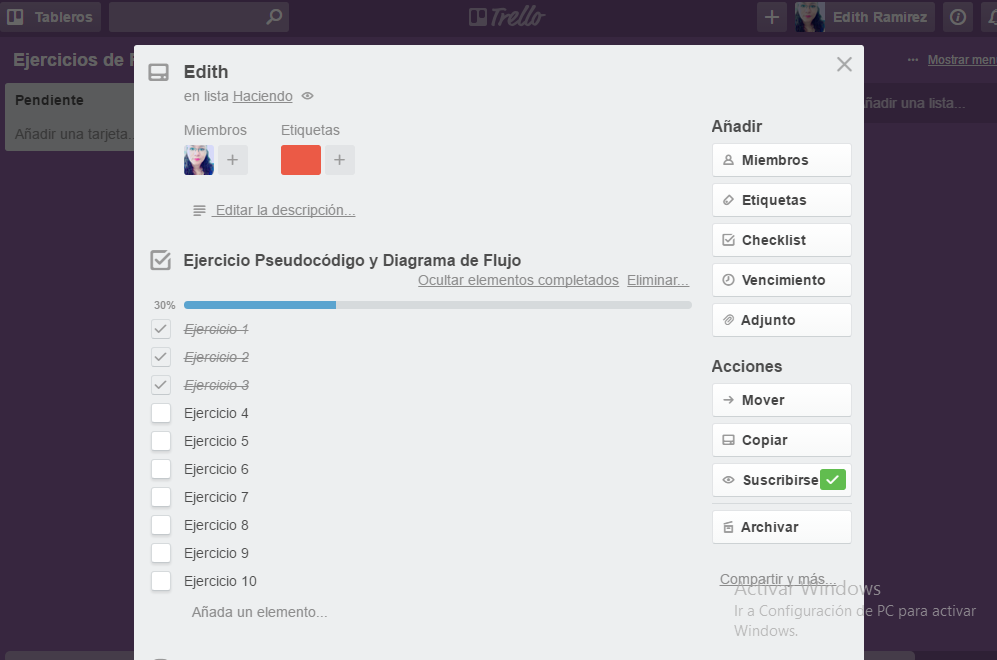 Tableros
Trello
Edith Ramirez
Ejercicios de
Mostrar men
Pendiente
Añadir una tarjeta...
ñadir una lista...
Edith
en lista Haciendo
Miembros
Etiquetas
Editar la descripción...
Ejercicio Pseudocódigo y Diagrama de Flujo
Ocultar elementos completados Eliminar...
30%
Ejercicio 1
Ejercicio 2
Ejercicio 3
Ejercicio 4
Ejercicio 5
Ejercicio 6
Ejercicio 7
Ejercicio 8
Ejercicio 9
Ejercicio 10
Añada un elemento...
Añadir
Miembros
Etiquetas
Checklist
Vencimiento
Adjunto
Acciones
Mover
Copiar
Suscribirse
Archivar
Compartir y más...
Activar Windows
Ir a Configuración de PC para activar
Windows.